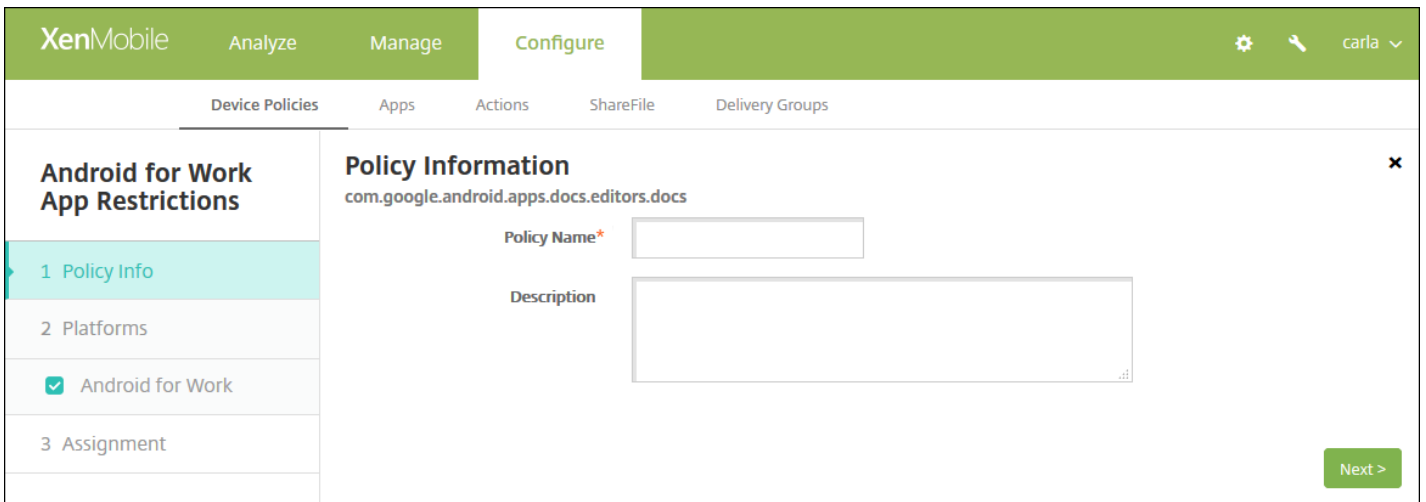 XenMobile Analyze Manage Configure carla
Device Policies Apps Actions ShareFile Delivery Groups
Android for Work
App Restrictions
1 Policy Info
2 Platforms
Android for Work
3 Assignment
Policy Information
com.google.android.apps.docs.editors.docs
Policy Name*
Description
Next >